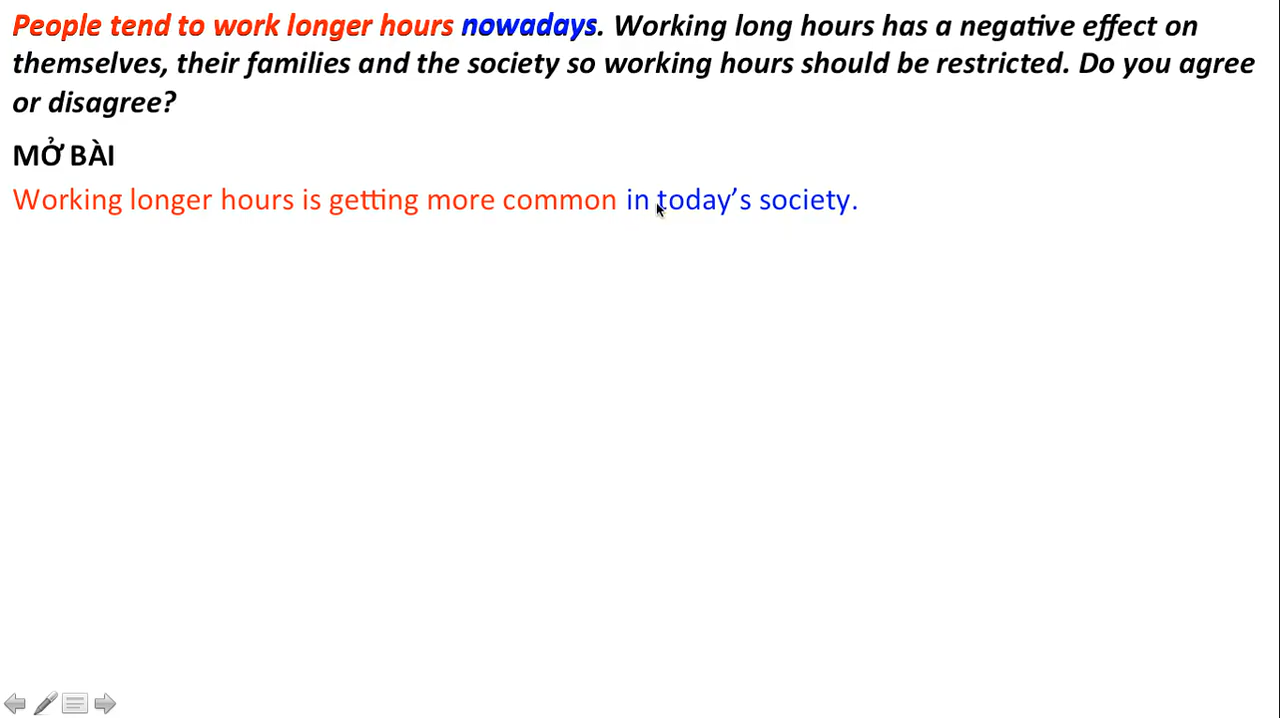 People tend to work longer hours nowadays. Working long hours has a negative effect on
themselves, their families and the society so working hours should be restricted. Do you agree
or disagree?
MỞ BÀI
Working longer hours is getting more common in today’s society.